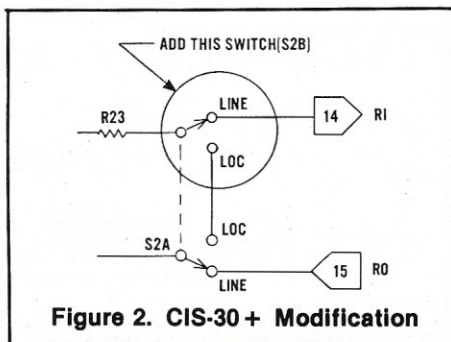 ADD THIS SWITCH(S2B)
R23
LINE
14
RI
LOC
LOC
S2A
LINE
15
RO
Figure 2. CIS-30 + Modification